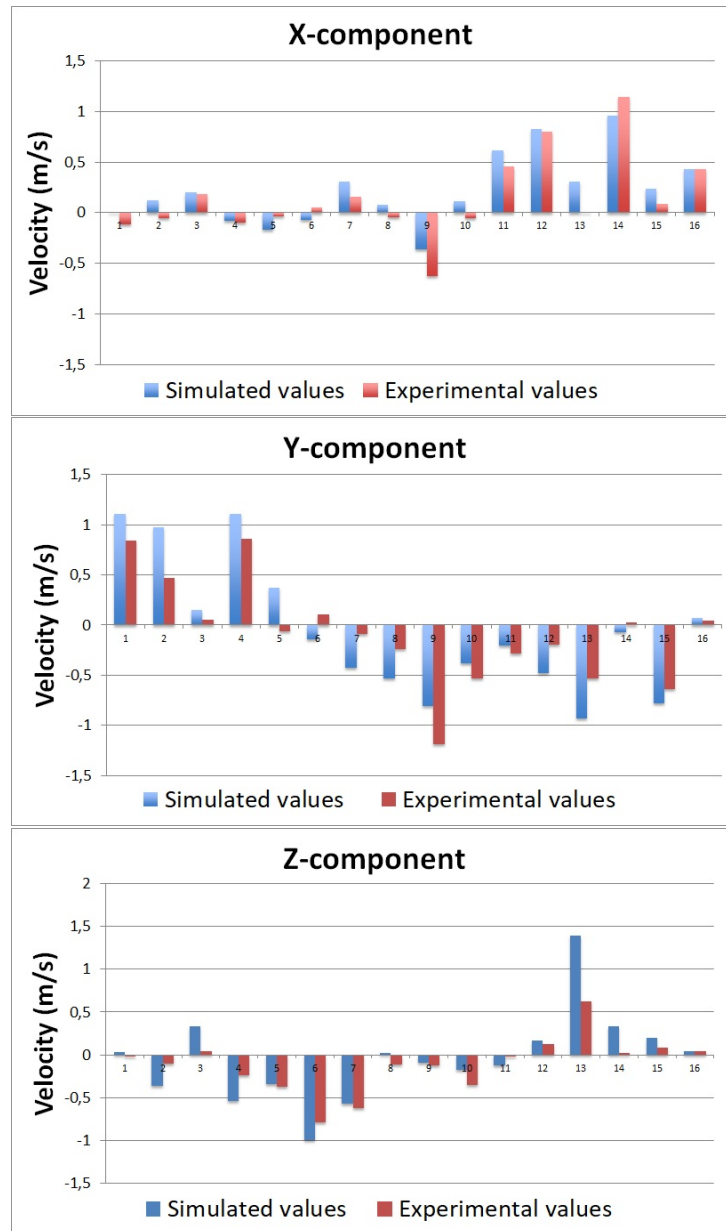 X-component
Velocity (m/s)
1,5
1
0,5
0
-0,5
-1
-1,5
1 2 3 4 5 6 7 8 9 10 11 12 13 14 15 16
Simulated values Experimental values
Y-component
Velocity (m/s)
1,5
1
0,5
0
-0,5
-1
-1,5
1 2 3 4 5 6 7 8 9 10 11 12 13 14 15 16
Simulated values Experimental values
Z-component
Velocity (m/s)
2
1,5
1
0,5
0
-0,5
-1
-1,5
1 2 3 4 5 6 7 8 9 10 11 12 13 14 15 16
Simulated values Experimental values